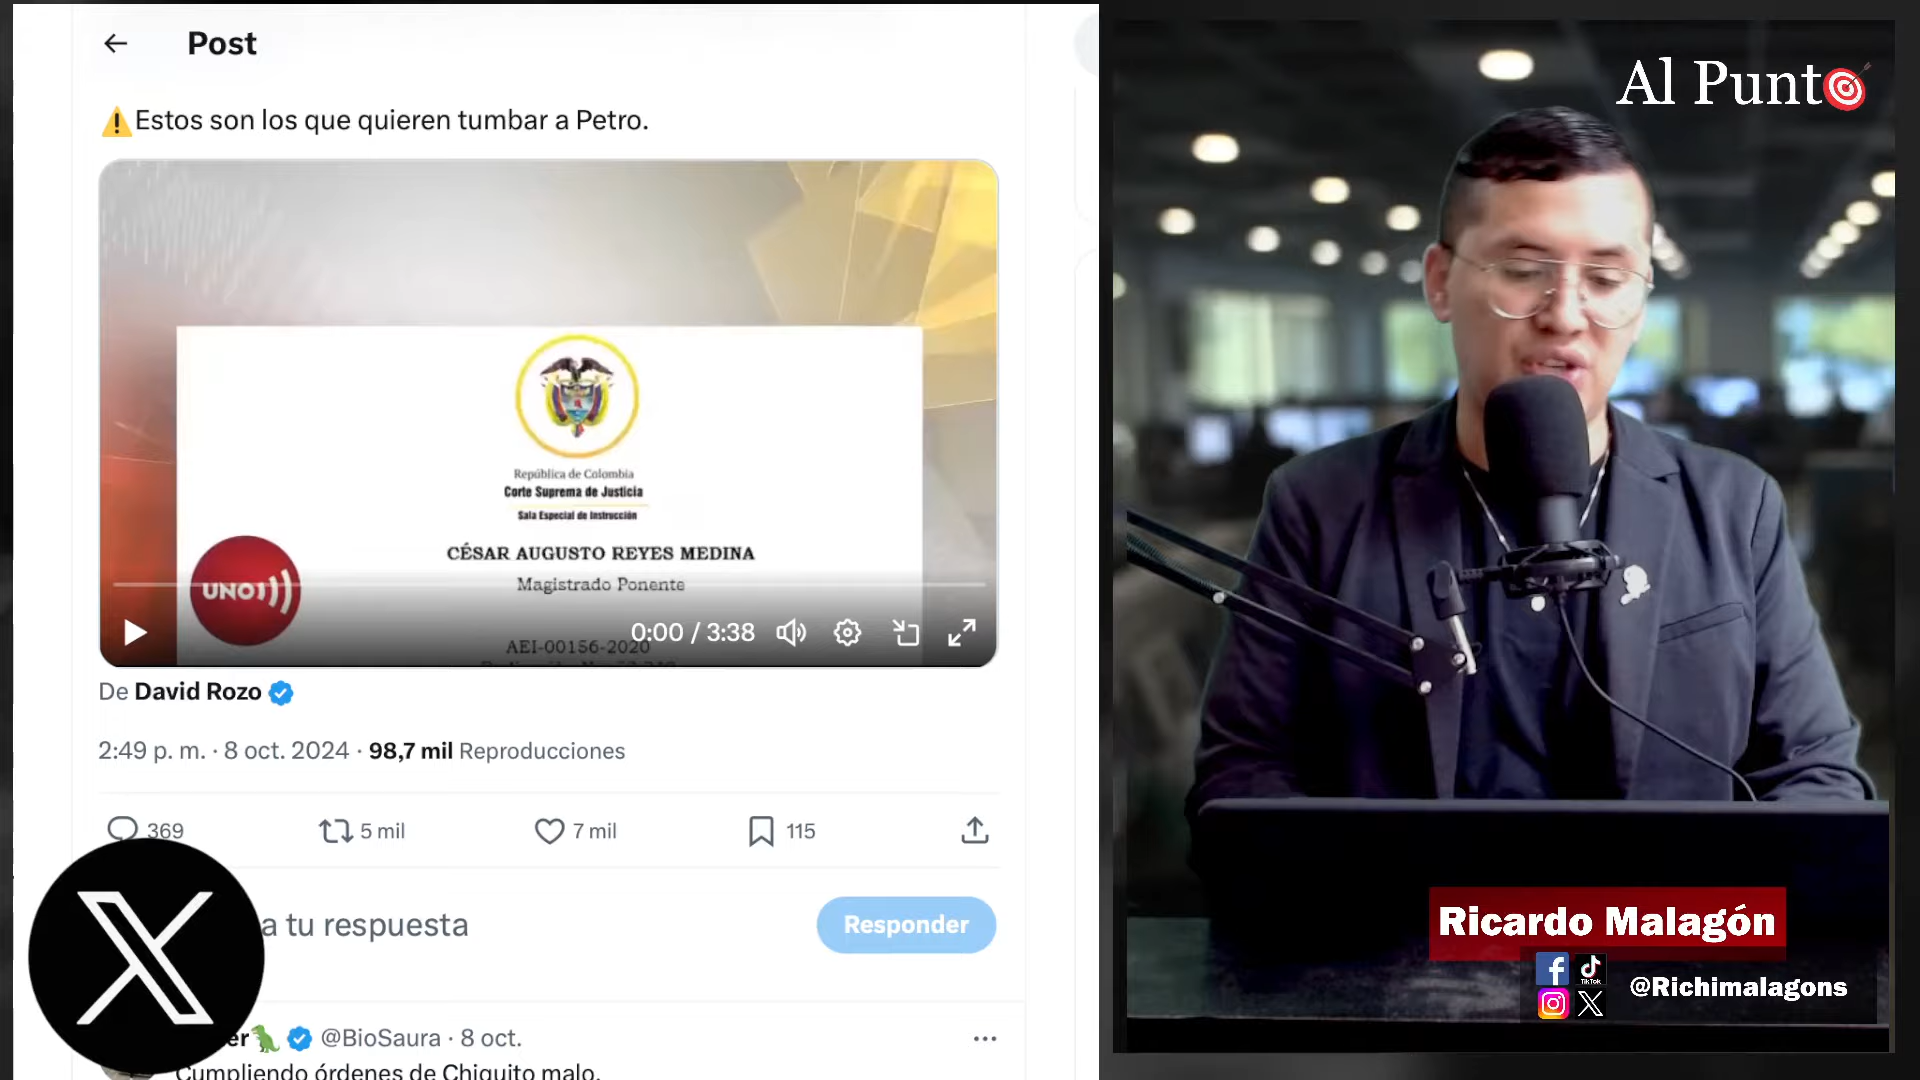 Post
⚠️Estos son los que quieren tumbar a Petro.
República de Colombia
Corte Suprema de Justicia
Sala Especial de Instrucción
CÉSAR AUGUSTO REYES MEDINA
Magistrado Ponente
AEI-00156-2020
UNO
0:00 / 3:38
De David Rozo
2:49 p. m. · 8 oct. 2024 · 98,7 mil Reproducciones
369
5 mil
7 mil
115
a tu respuesta
Responder
er🦖 @BioSaura · 8 oct.
Cumpliendo órdenes de Chiquito malo.
Al Punto
Ricardo Malagón
TikTok
@Richimalagons